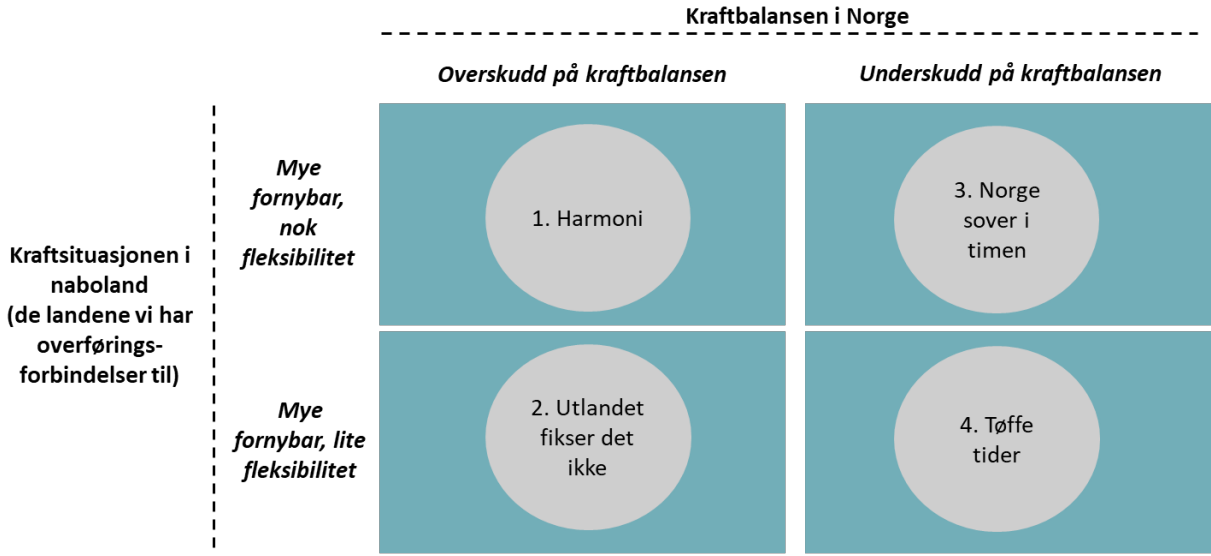 Kraftbalansen i Norge
Overskudd på kraftbalansen
Underskudd på kraftbalansen
Kraftsituasjonen i
naboland
(de landene vi har
overførings-
forbindelser til)
Mye
fornybar,
nok
fleksibilitet
1. Harmoni
3. Norge
sover i
timen
Mye
fornybar, lite
fleksibilitet
2. Utlandet
fikser det
ikke
4. Tøffe
tider